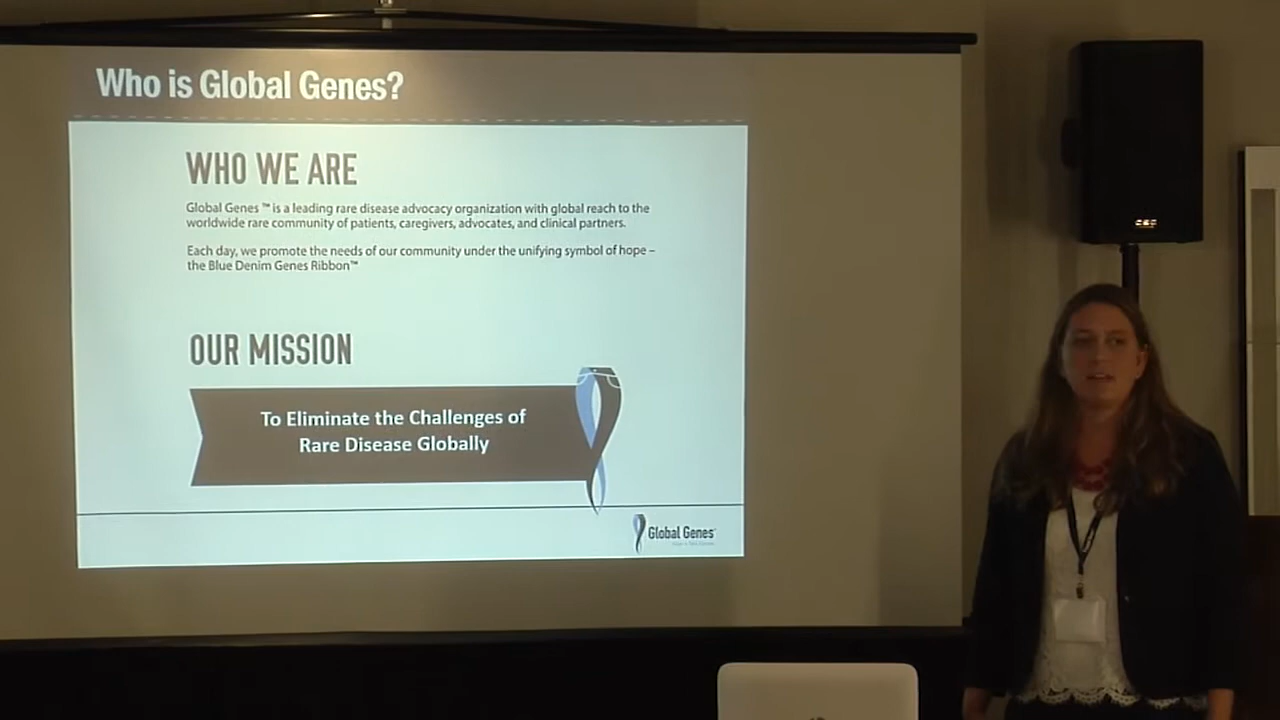 Who is Global Genes?
WHO WE ARE
Global Genes ™ is a leading rare disease advocacy organization with global reach to the
worldwide rare community of patients, caregivers, advocates, and clinical partners.
Each day, we promote the needs of our community under the unifying symbol of hope –
the Blue Denim Genes Ribbon™
OUR MISSION
To Eliminate the Challenges of
Rare Disease Globally
Global Genes